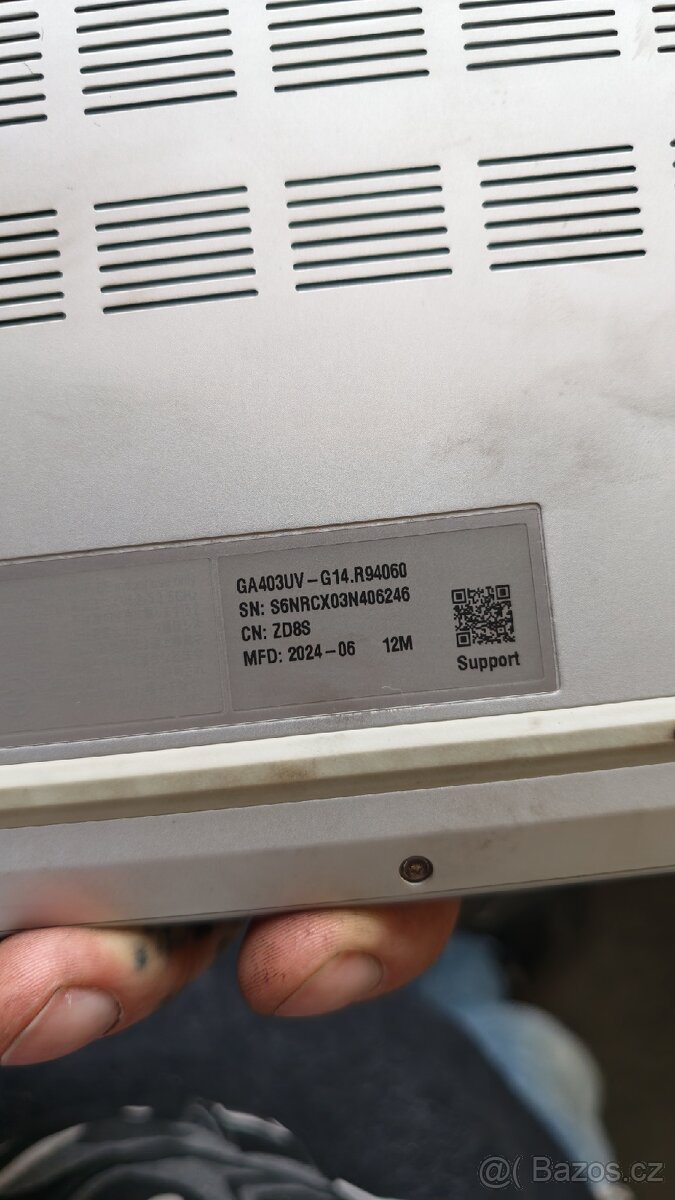 GA403UV-G14.R94060
SN: S6NRCX03N406246
CN: ZD8S
MFD: 2024-06 12M
Support
@( Bazos.cz